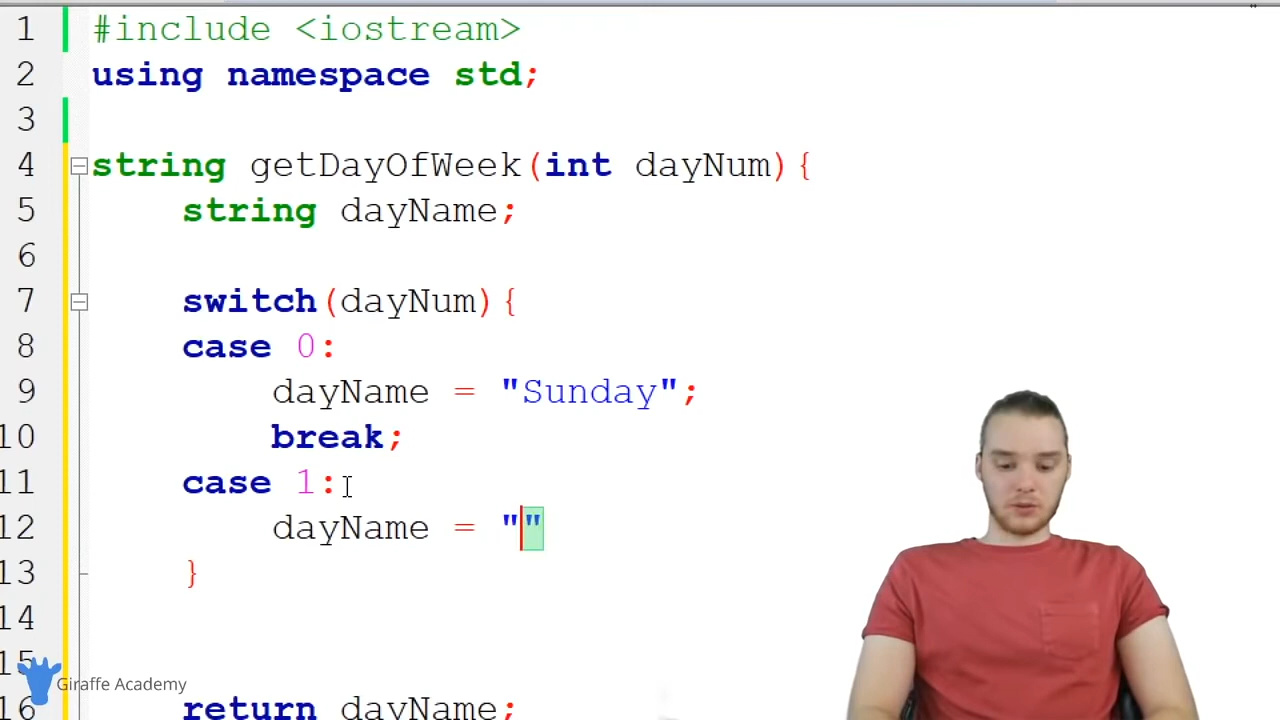 1 #include <iostream>
2 using namespace std;
3
4 string getDayOfWeek(int dayNum){
5 string dayName;
6
7 switch(dayNum){
8 case 0:
9 dayName = "Sunday";
10 break;
11 case 1:
12 dayName = ""
13 }
14
15
16 return dayName;
Giraffe Academy